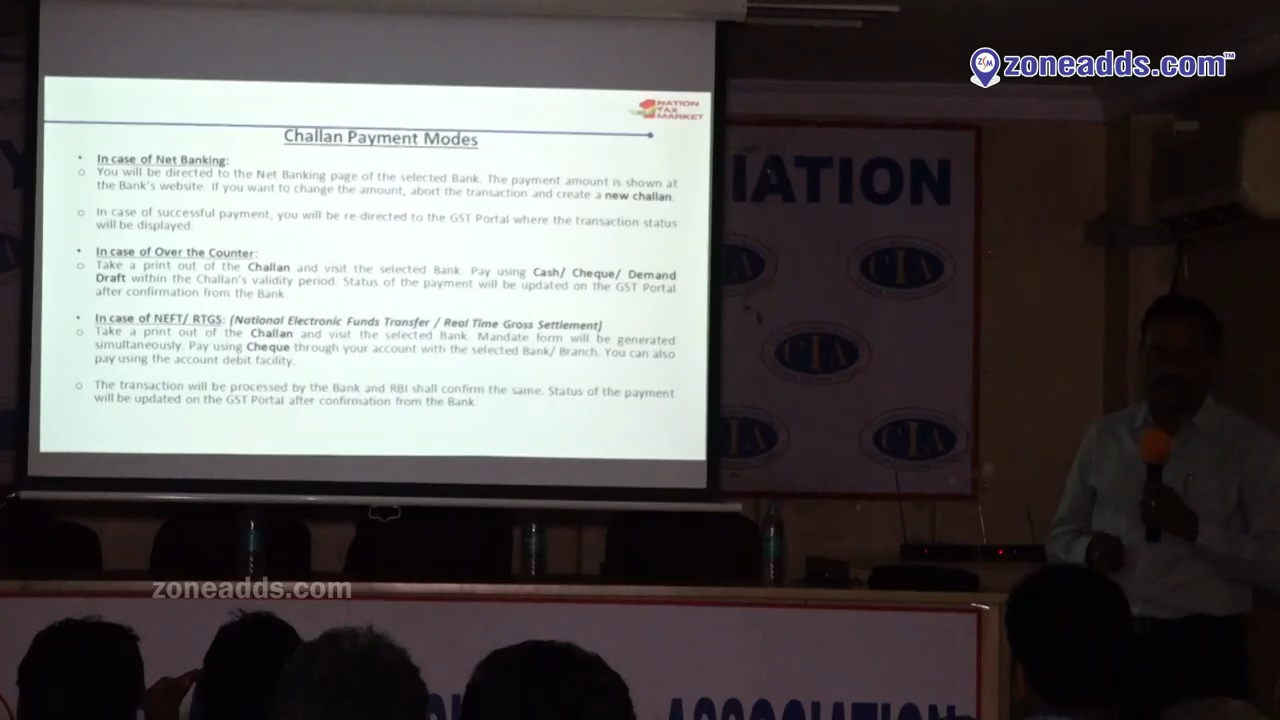 zoneadds.com™
NATION
TAX
MARKET
Challan Payment Modes
• In case of Net Banking:
o You will be directed to the Net Banking page of the selected Bank. The payment amount is shown at
the Bank's website. If you want to change the amount, abort the transaction and create a new challan.
o In case of successful payment, you will be re-directed to the GST Portal where the transaction status
will be displayed.
• In case of Over the Counter:
o Take a print out of the Challan and visit the selected Bank. Pay using Cash/ Cheque/ Demand
Draft within the Challan's validity period. Status of the payment will be updated on the GST Portal
after confirmation from the Bank
• In case of NEFT/ RTGS: (National Electronic Funds Transfer / Real Time Gross Settlement)
o Take a print out of the Challan and visit the selected Bank. Mandate form will be generated
simultaneously. Pay using Cheque through your account with the selected Bank/ Branch. You can also
pay using the account debit facility.
o The transaction will be processed by the Bank and RBI shall confirm the same. Status of the payment
will be updated on the GST Portal after confirmation from the Bank.
IATION
CIA
CIA
CIA
zoneadds.com
ASSOCIATION